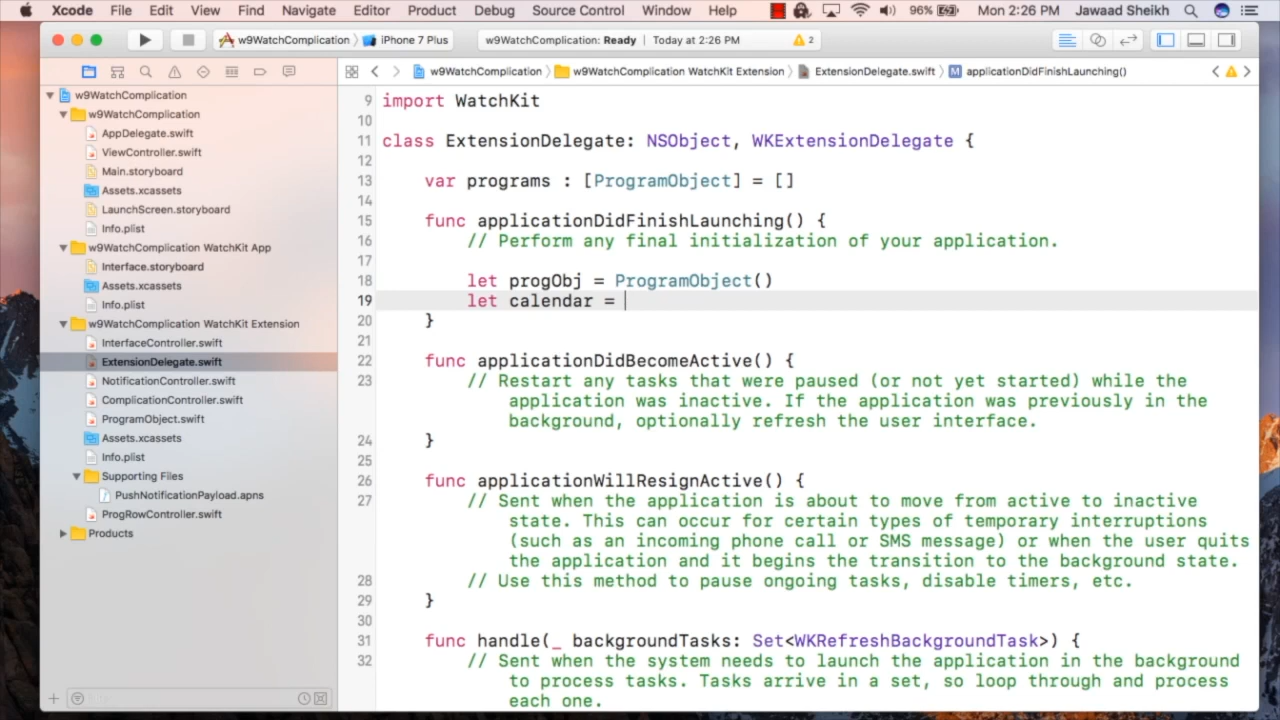 Xcode File Edit View Find Navigate Editor Product Debug Source Control Window Help 96% Mon 2:26 PM Jawaad Sheikh
w9WatchComplication iPhone 7 Plus w9WatchComplication: Ready Today at 2:26 PM 2
w9WatchComplication w9WatchComplication WatchKit Extension ExtensionDelegate.swift M applicationDidFinishLaunching()
w9WatchComplication
w9WatchComplication
AppDelegate.swift
ViewController.swift
Main.storyboard
Assets.xcassets
LaunchScreen.storyboard
Info.plist
w9WatchComplication WatchKit App
Interface.storyboard
Assets.xcassets
Info.plist
w9WatchComplication WatchKit Extension
InterfaceController.swift
ExtensionDelegate.swift
NotificationController.swift
ComplicationController.swift
ProgramObject.swift
Assets.xcassets
Info.plist
Supporting Files
PushNotificationPayload.apns
ProgRowController.swift
Products
9 import WatchKit
10
11 class ExtensionDelegate: NSObject, WKExtensionDelegate {
12
13 var programs : [ProgramObject] = []
14
15 func applicationDidFinishLaunching() {
16 // Perform any final initialization of your application.
17
18 let progObj = ProgramObject()
19 let calendar =
20 }
21
22 func applicationDidBecomeActive() {
23 // Restart any tasks that were paused (or not yet started) while the
application was inactive. If the application was previously in the
background, optionally refresh the user interface.
24 }
25
26 func applicationWillResignActive() {
27 // Sent when the application is about to move from active to inactive
state. This can occur for certain types of temporary interruptions
(such as an incoming phone call or SMS message) or when the user quits
the application and it begins the transition to the background state.
28 // Use this method to pause ongoing tasks, disable timers, etc.
29 }
30
31 func handle(_ backgroundTasks: Set<WKRefreshBackgroundTask>) {
32 // Sent when the system needs to launch the application in the background
to process tasks. Tasks arrive in a set, so loop through and process
each one.